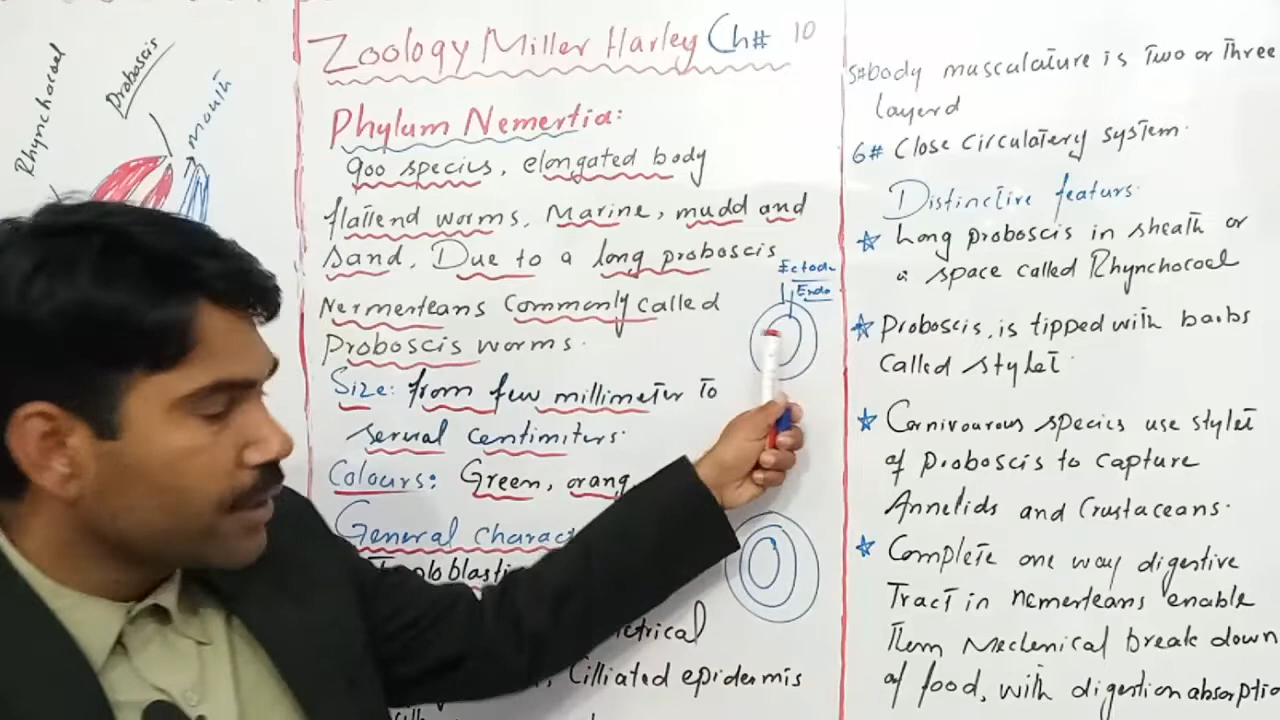 Rhynchocoel
Proboscis
Mouth
Zoology Miller Harley Ch# 10
Phylum Nemertia:
900 species, elongated body
flattend worms, Marine, mudd and
sand, Due to a long proboscis
Nermerteans Commonly called
Proboscis worms.
Size: from few millimeter to
serual centimiters.
Colours: Green, orang
General charac
Ectode
Endo
etrical
Cilliated epidermis
5# body musculature is Two or Three
layerd
6# Close circulatery system.
Distinctive featurs.
Long proboscis in sheath or
a space called Rhynchocoel
Proboscis, is tipped with barbs
called stylet.
Carnivourous species use stylet
of Proboscis to capture
Annelids and Crustaceans.
Complete one way digestive
Tract in nemerteans enable
Them Mechenical break down
of food, with digestion absorptio